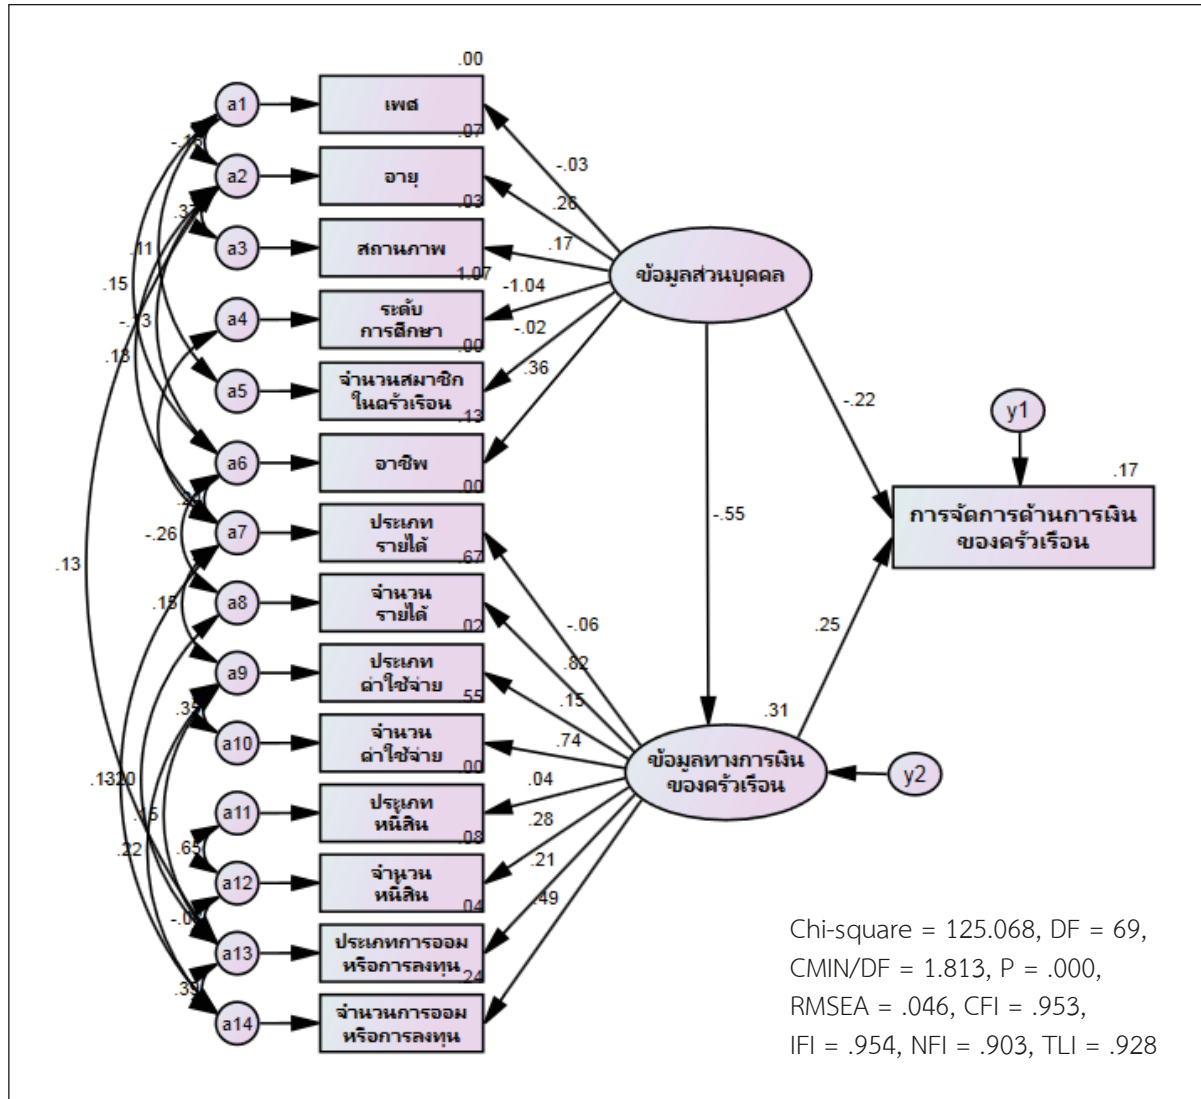 .00
a1
เพศ
.07
-.03
a2
อายุ
.03
.26
a3
สถานภาพ
.17
1.07
ข้อมูลส่วนบุคคล
a4
ระดับ
การศึกษา
-1.04
.00
-.02
.11
.15
-.13
a5
จำนวนสมาชิก
ในครัวเรือน
.36
.13
-.22
y1
a6
อาชีพ
.00
.17
a7
ประเภท
รายได้
.67
-.55
การจัดการด้านการเงิน
ของครัวเรือน
-.26
.13
.15
a8
จำนวน
รายได้
.02
-.06
.25
a9
ประเภท
ค่าใช้จ่าย
.55
.82
.15
.31
a10
จำนวน
ค่าใช้จ่าย
.00
.74
ข้อมูลทางการเงิน
ของครัวเรือน
y2
a11
ประเภท
หนี้สิน
.08
.04
.15
.22
.65
a12
จำนวน
หนี้สิน
.04
.28
.21
.49
a13
ประเภทการออม
หรือการลงทุน
.24
a14
จำนวนการออม
หรือการลงทุน
Chi-square = 125.068, DF = 69,
CMIN/DF = 1.813, P = .000,
RMSEA = .046, CFI = .953,
IFI = .954, NFI = .903, TLI = .928